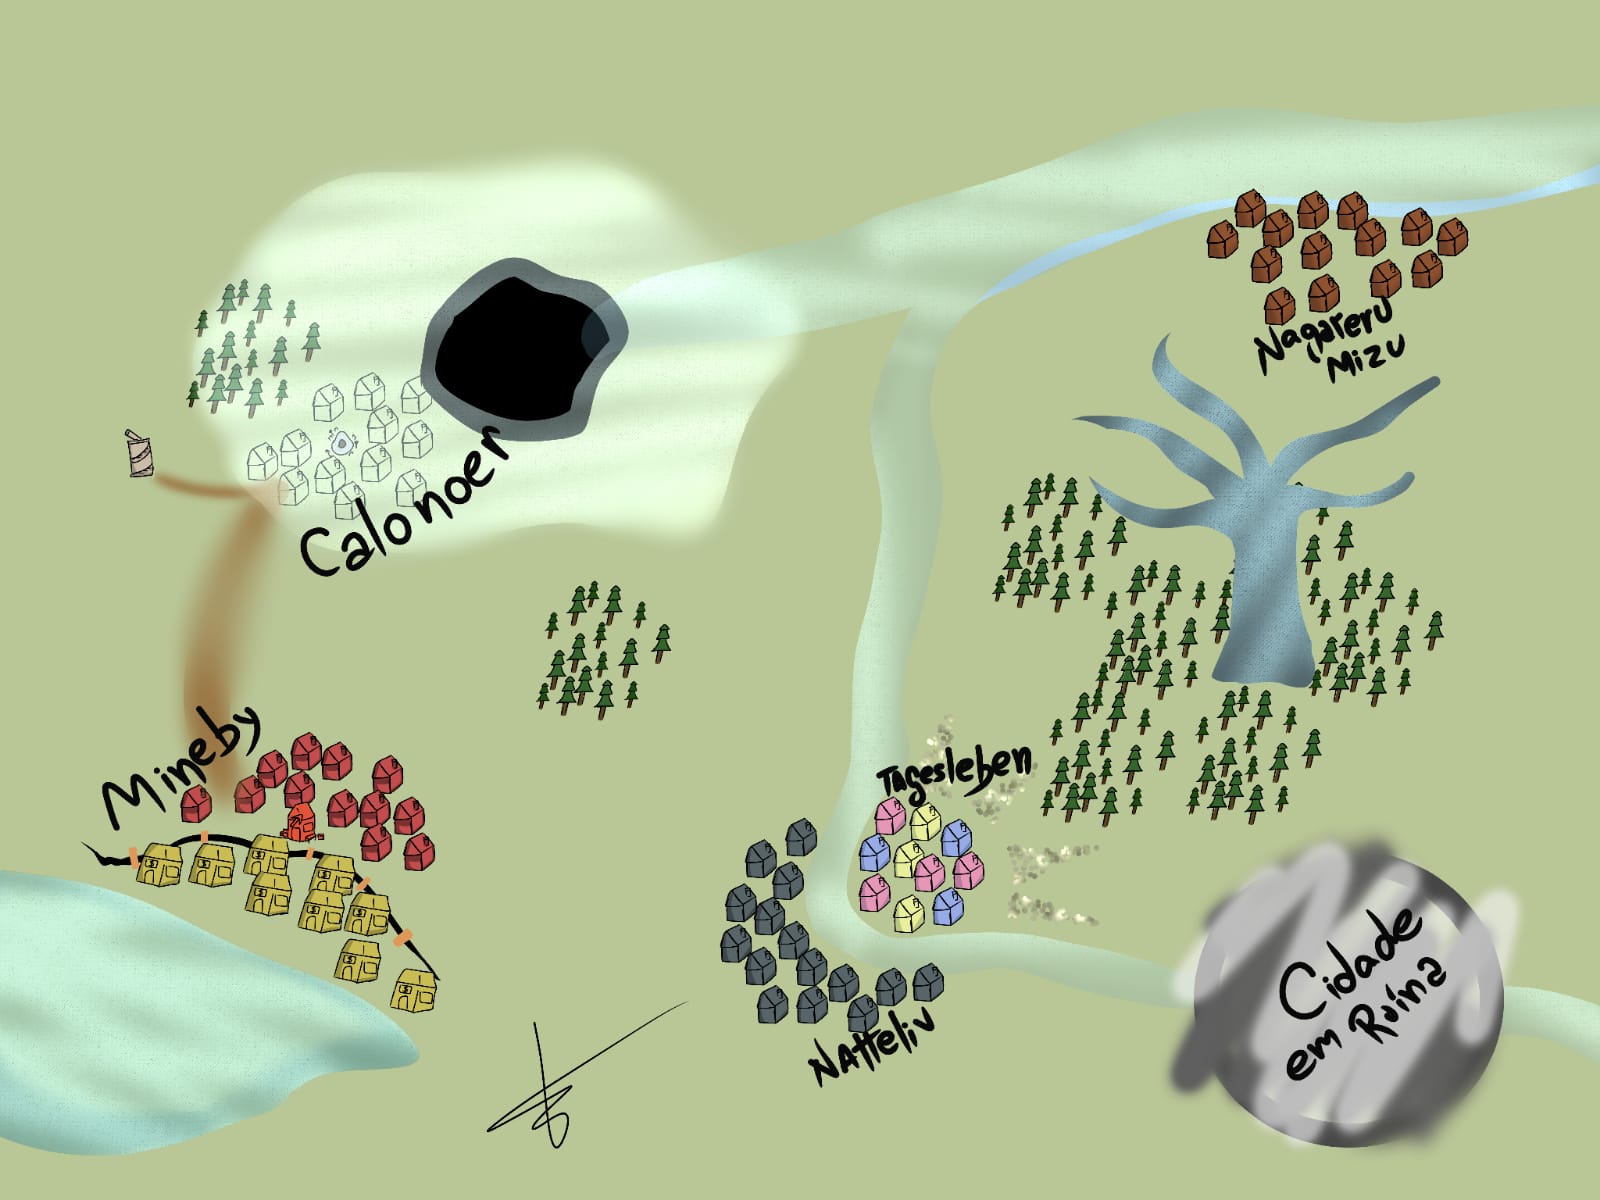 Nagareru
Mizu
Calonoer
Mineby
Tagesleben
Natteliv
Cidade
em Ruína